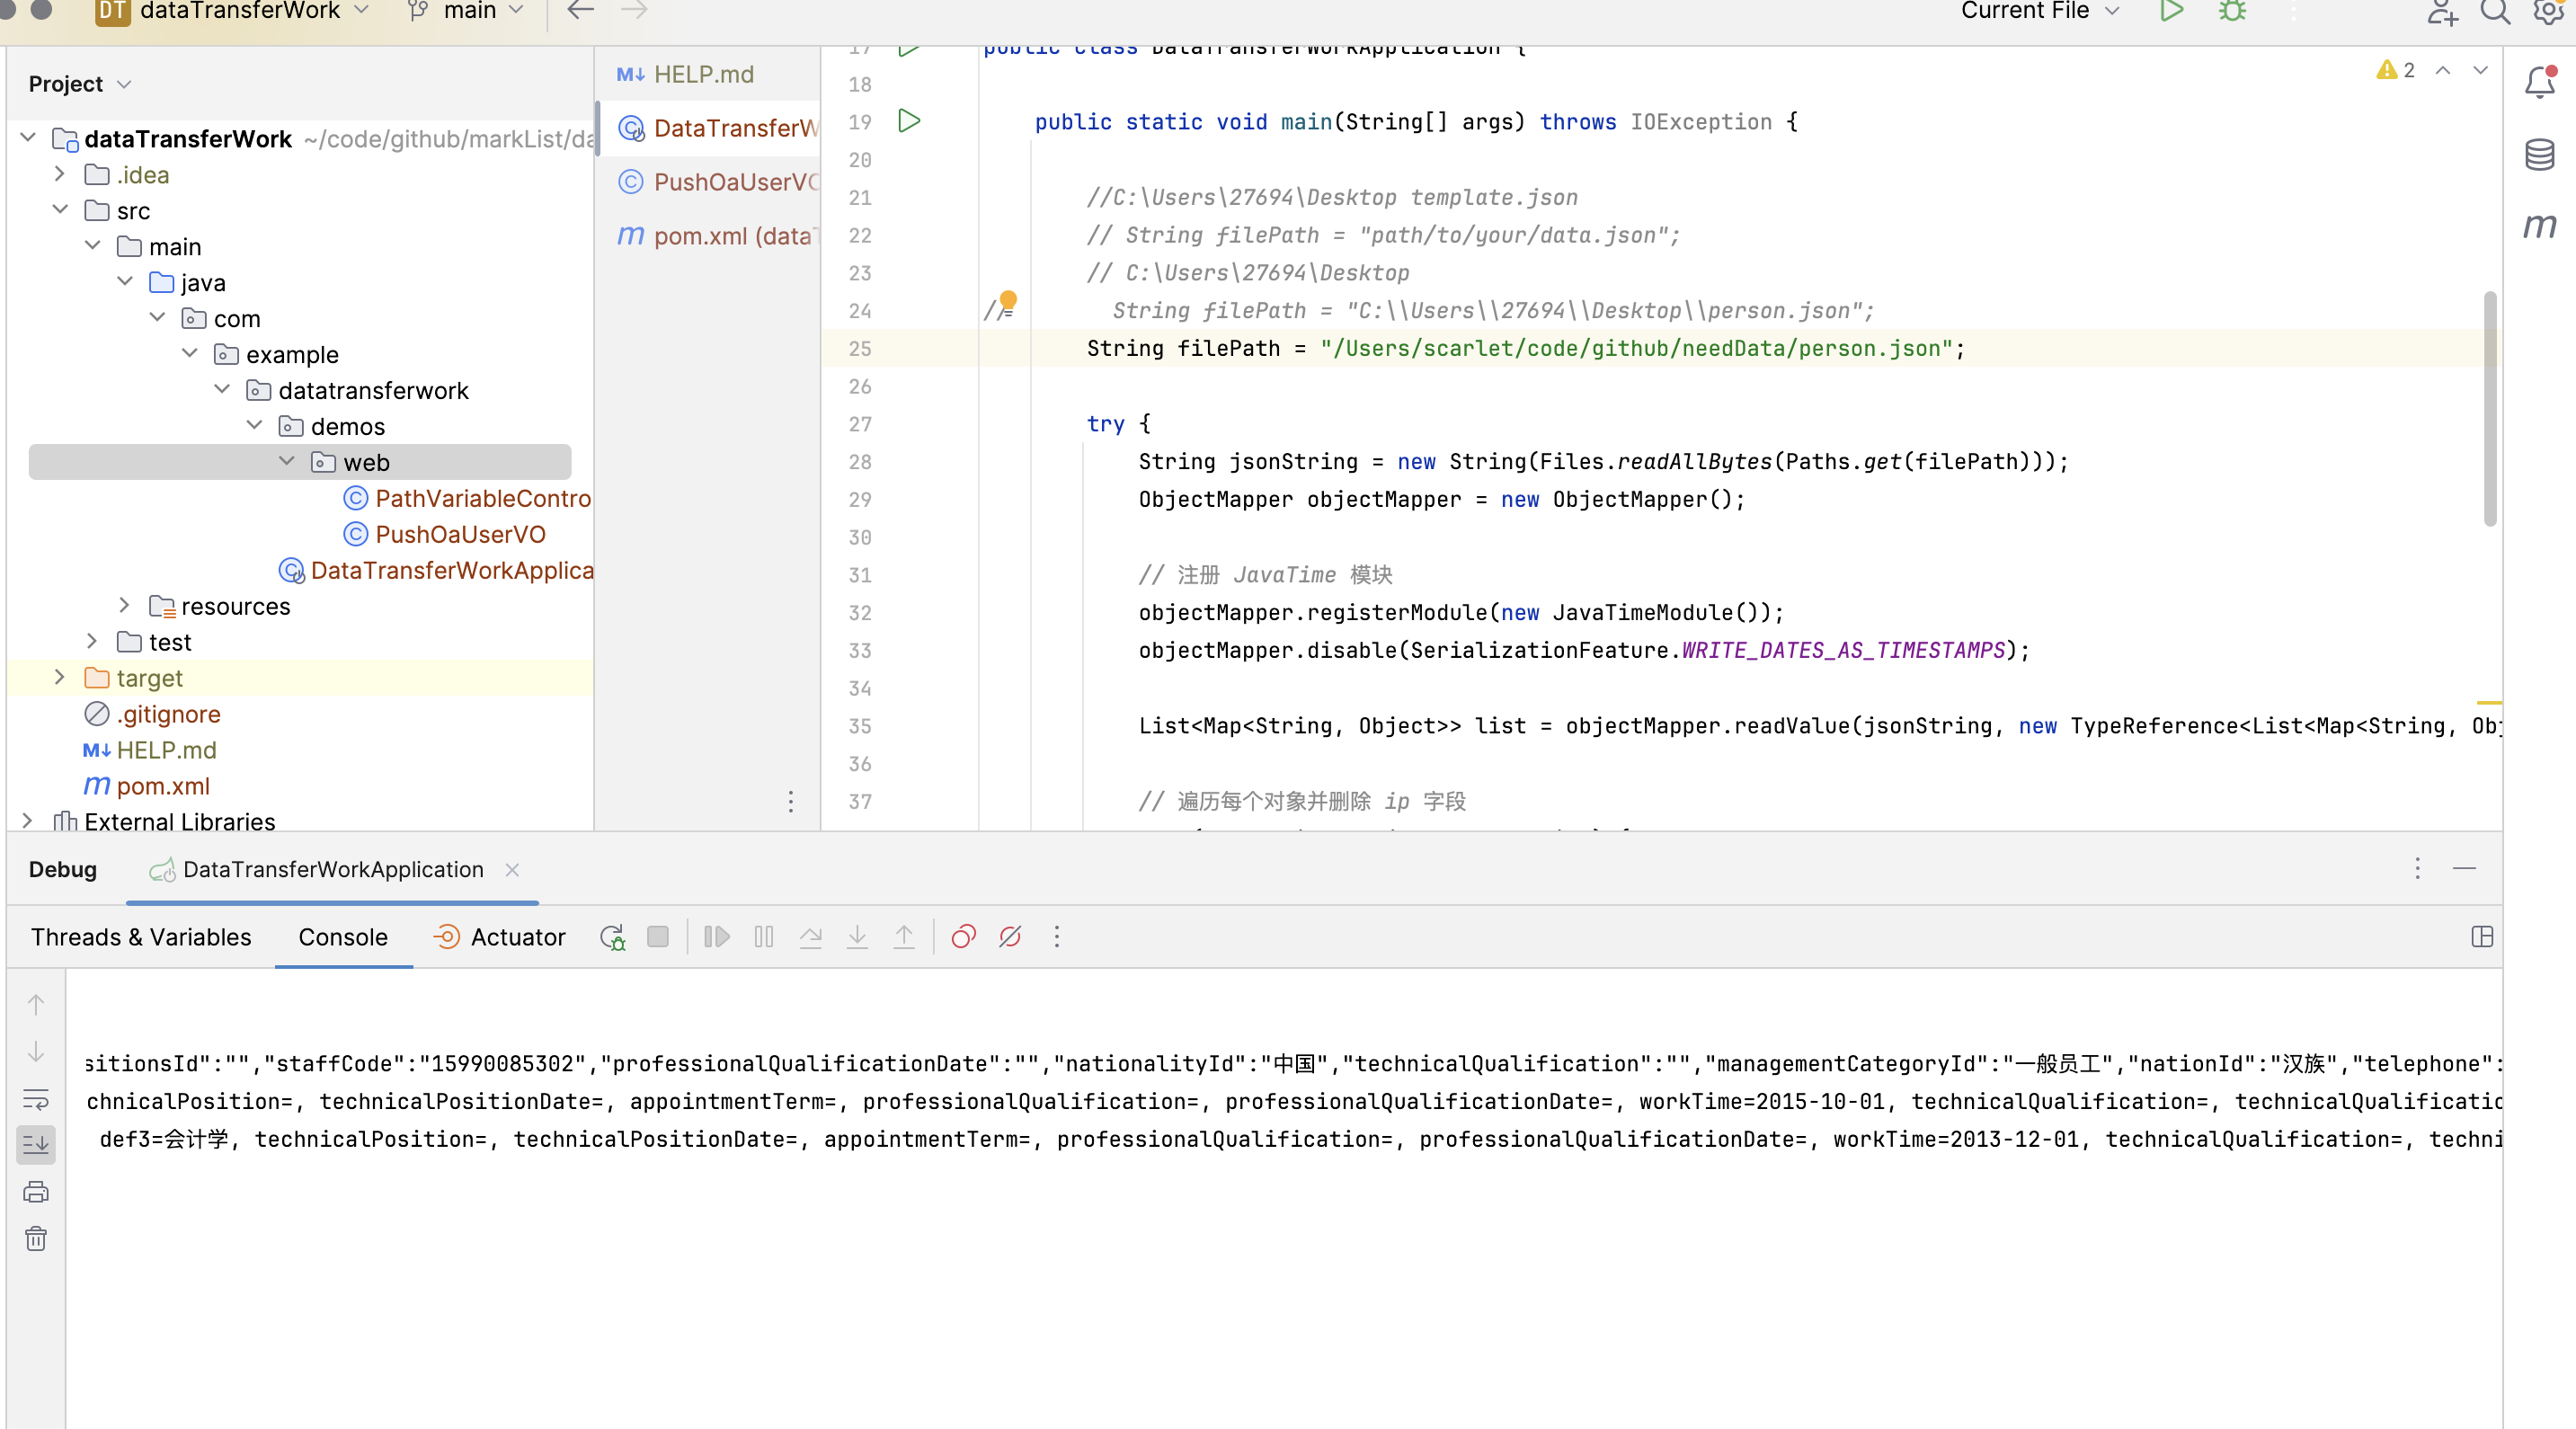 DT dataTransferWork main Current File
Project
dataTransferWork ~/code/github/markList/da
.idea
src
main
java
com
example
datatransferwork
demos
web
PathVariableContro
PushOaUserVO
DataTransferWorkApplica
resources
test
target
.gitignore
M↓ HELP.md
m pom.xml
External Libraries
M↓ HELP.md
DataTransferW
PushOaUserVO
m pom.xml (dataT
2
17 public class DataTransferWorkApplication {
18
19 public static void main(String[] args) throws IOException {
20
21 //C:\Users\27694\Desktop template.json
22 // String filePath = "path/to/your/data.json";
23 // C:\Users\27694\Desktop
24 // String filePath = "C:\\Users\\27694\\Desktop\\person.json";
25 String filePath = "/Users/scarlet/code/github/needData/person.json";
26
27 try {
28 String jsonString = new String(Files.readAllBytes(Paths.get(filePath)));
29 ObjectMapper objectMapper = new ObjectMapper();
30
31 // 注册 JavaTime 模块
32 objectMapper.registerModule(new JavaTimeModule());
33 objectMapper.disable(SerializationFeature.WRITE_DATES_AS_TIMESTAMPS);
34
35 List<Map<String, Object>> list = objectMapper.readValue(jsonString, new TypeReference<List<Map<String, Obj
36
37 // 遍历每个对象并删除 ip 字段
m
Debug DataTransferWorkApplication
Threads & Variables Console Actuator
sitionsId":"","staffCode":"15990085302","professionalQualificationDate":"","nationalityId":"中国","technicalQualification":"","managementCategoryId":"一般员工","nationId":"汉族","telephone":
chnicalPosition=, technicalPositionDate=, appointmentTerm=, professionalQualification=, professionalQualificationDate=, workTime=2015-10-01, technicalQualification=, technicalQualificatio
def3=会计学, technicalPosition=, technicalPositionDate=, appointmentTerm=, professionalQualification=, professionalQualificationDate=, workTime=2013-12-01, technicalQualification=, techni